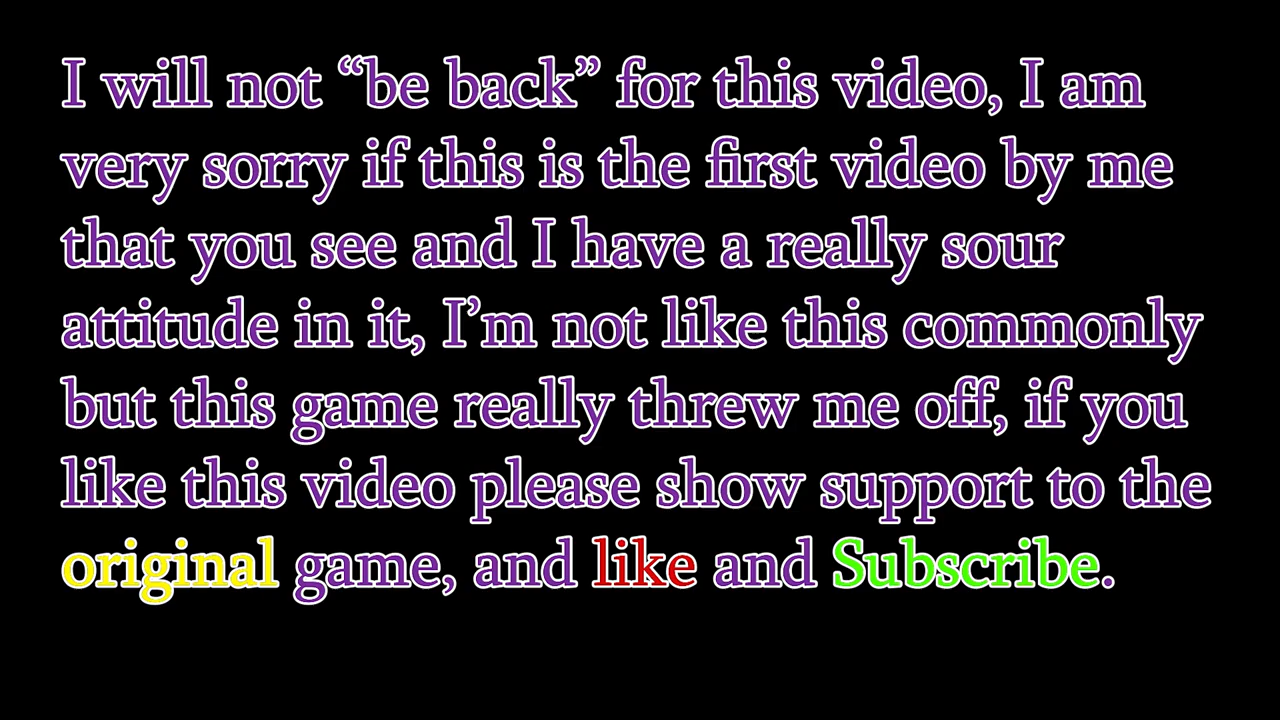 I will not “be back” for this video, I am
very sorry if this is the first video by me
that you see and I have a really sour
attitude in it, I’m not like this commonly
but this game really threw me off, if you
like this video please show support to the
original game, and like and Subscribe.